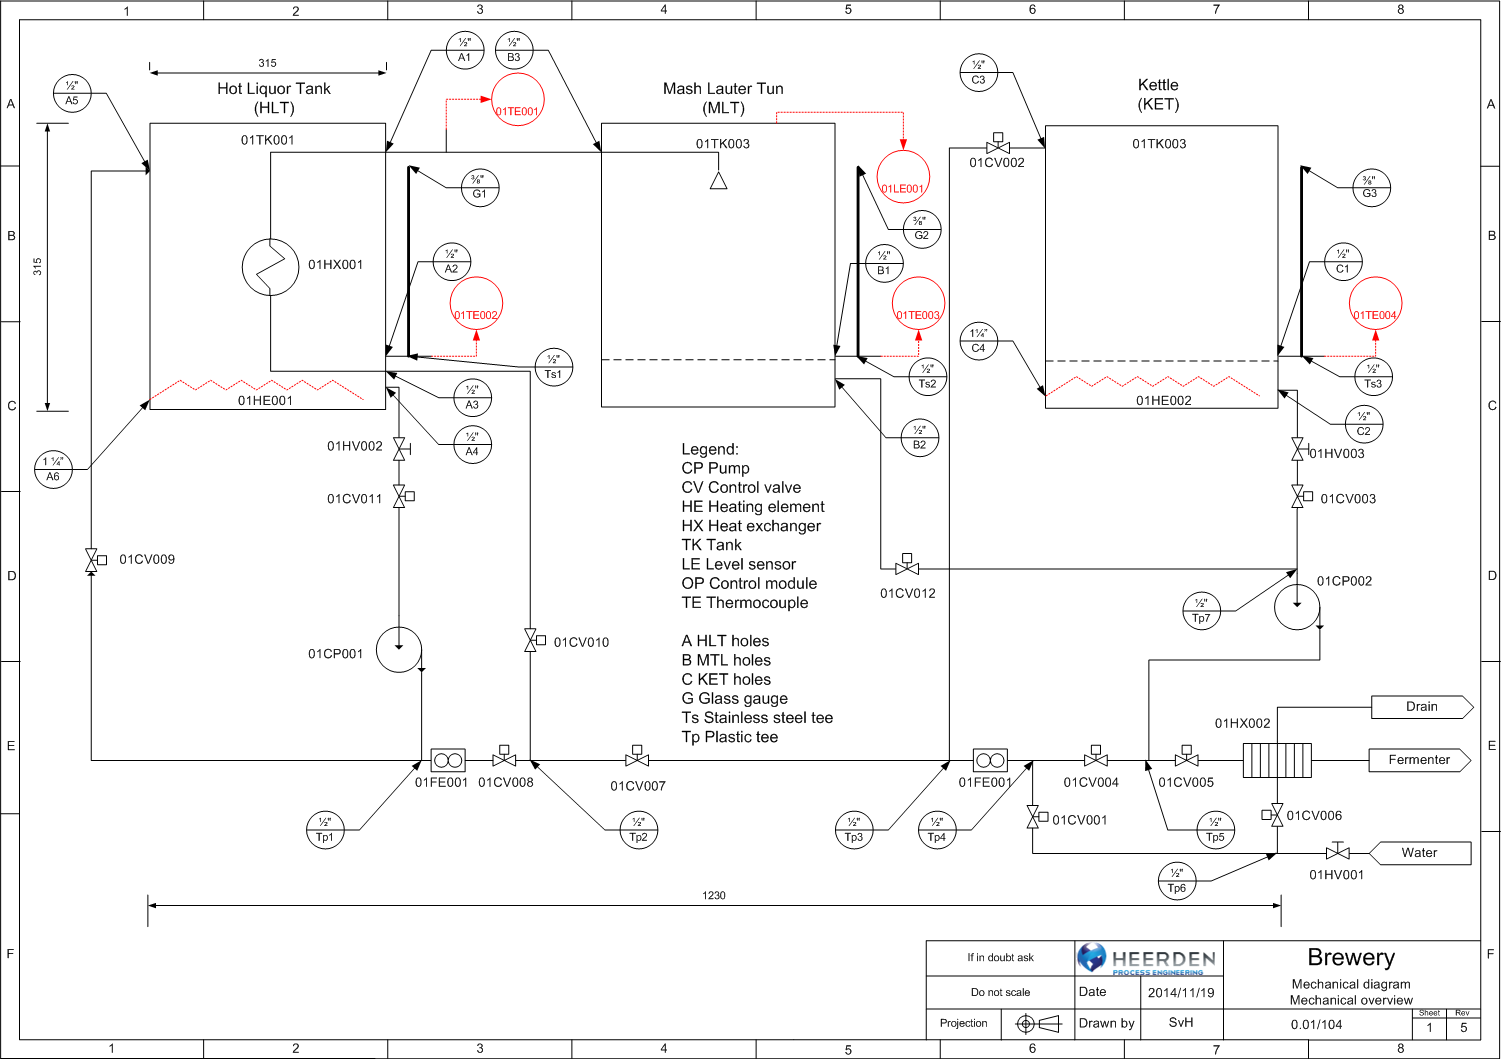 1 2 3 4 5 6 7 8
A
B
C
D
E
F
A
B
C
D
E
F
315
Hot Liquor Tank
(HLT)
Mash Lauter Tun
(MLT)
Kettle
(KET)
½"
A5
½"
A1
½"
B3
½"
C3
01TE001
01TK001
01TK003
01TK003
01CV002
01LE001
⅜"
G1
⅜"
G2
⅜"
G3
315
01HX001
½"
A2
½"
B1
½"
C1
01TE002
01TE003
01TE004
1¼"
C4
½"
Ts1
½"
Ts2
½"
Ts3
01HE001
01HE002
½"
A3
½"
A4
½"
B2
½"
C2
1 ¼"
A6
01HV002
01HV003
01CV011
01CV003
Legend:
CP Pump
CV Control valve
HE Heating element
HX Heat exchanger
TK Tank
LE Level sensor
OP Control module
TE Thermocouple
A HLT holes
B MTL holes
C KET holes
G Glass gauge
Ts Stainless steel tee
Tp Plastic tee
01CV009
01CV012
01CP002
½"
Tp7
01CP001
01CV010
01HX002
Drain
Fermenter
01FE001
01CV008
01CV007
01FE001
01CV004
01CV005
½"
Tp1
½"
Tp2
½"
Tp3
½"
Tp4
01CV001
½"
Tp5
01CV006
Water
01HV001
½"
Tp6
1230
If in doubt ask
HEERDEN
PROCESS ENGINEERING
Brewery
Do not scale
Date
2014/11/19
Mechanical diagram
Mechanical overview
Projection
Drawn by
SvH
0.01/104
Sheet
1
Rev
5
1 2 3 4 5 6 7 8